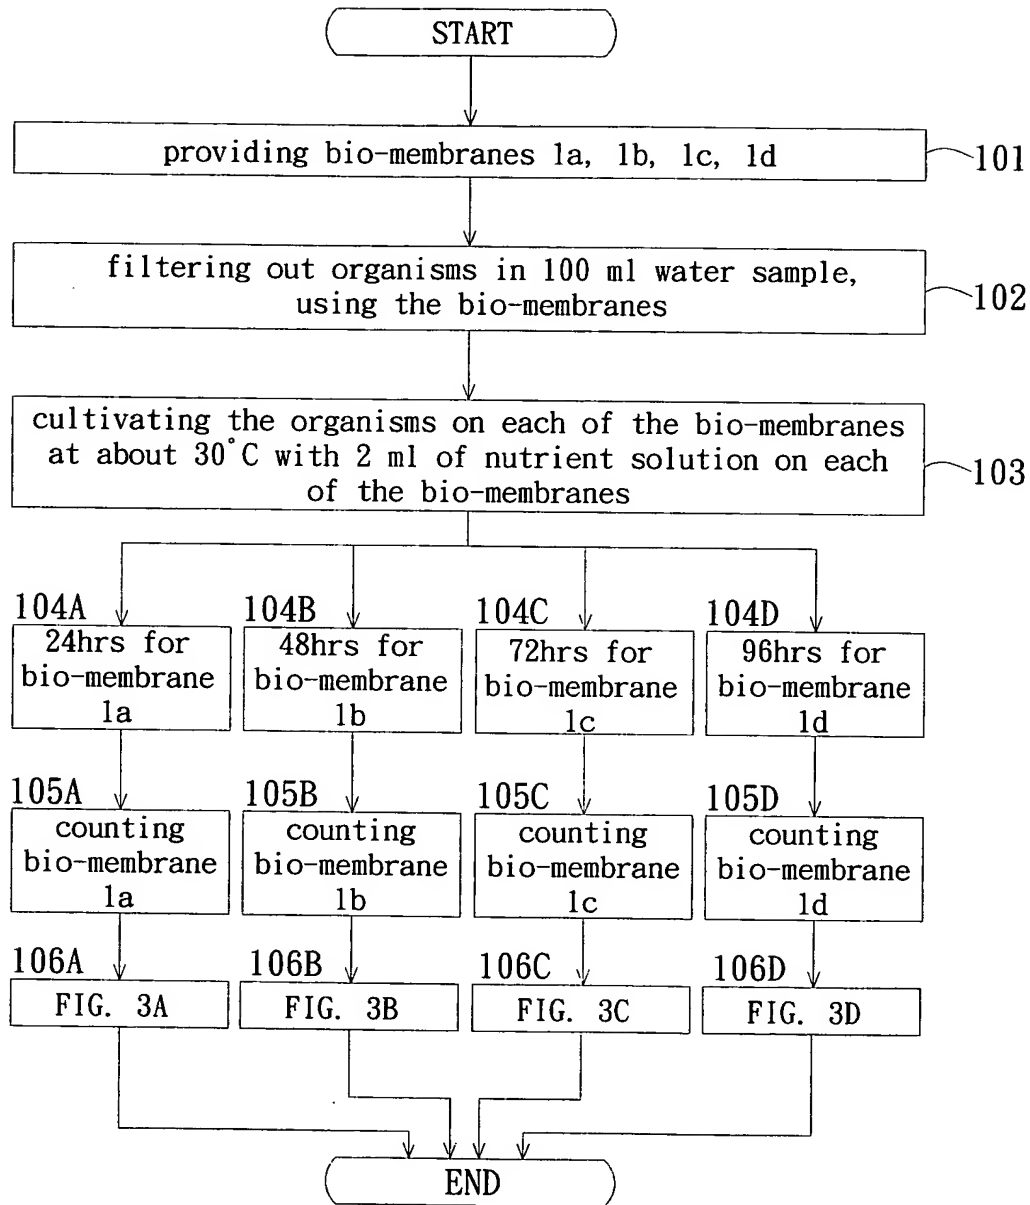 START
providing bio-membranes 1a, 1b, 1c, 1d
101
filtering out organisms in 100 ml water sample,
using the bio-membranes
102
cultivating the organisms on each of the bio-membranes
at about 30°C with 2 ml of nutrient solution on each
of the bio-membranes
103
104A
24hrs for
bio-membrane
1a
104B
48hrs for
bio-membrane
1b
104C
72hrs for
bio-membrane
1c
104D
96hrs for
bio-membrane
1d
105A
counting
bio-membrane
1a
105B
counting
bio-membrane
1b
105C
counting
bio-membrane
1c
105D
counting
bio-membrane
1d
106A
FIG. 3A
106B
FIG. 3B
106C
FIG. 3C
106D
FIG. 3D
END